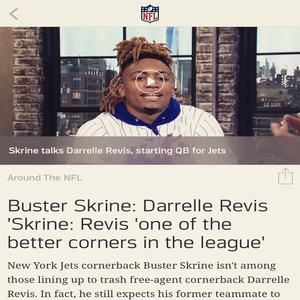 NFL
Skrine talks Darrelle Revis, starting QB for Jets
Around The NFL
Buster Skrine: Darrelle Revis
'Skrine: Revis 'one of the
better corners in the league'
New York Jets cornerback Buster Skrine isn't among
those lining up to trash free-agent cornerback Darrelle
Revis. In fact, he still expects his former teammate to